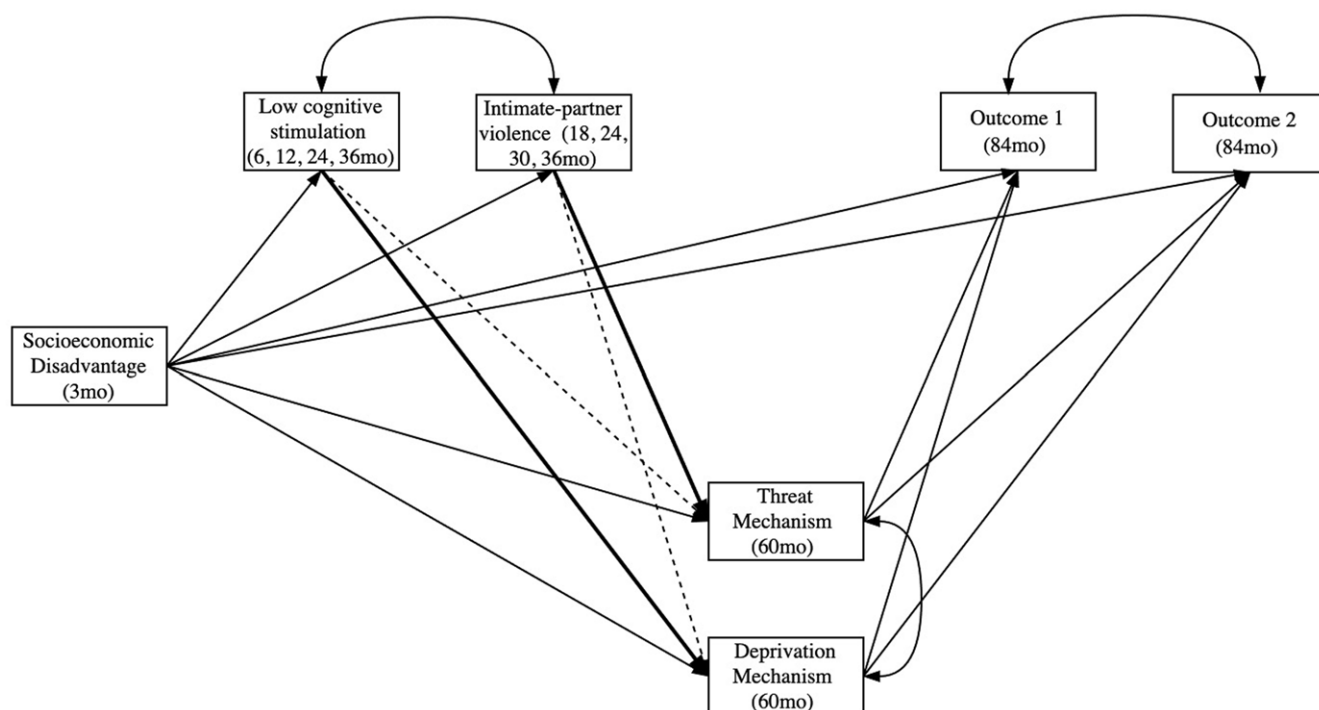 Low cognitive
stimulation
(6, 12, 24, 36mo)
Intimate-partner
violence (18, 24,
30, 36mo)
Outcome 1
(84mo)
Outcome 2
(84mo)
Socioeconomic
Disadvantage
(3mo)
Threat
Mechanism
(60mo)
Deprivation
Mechanism
(60mo)